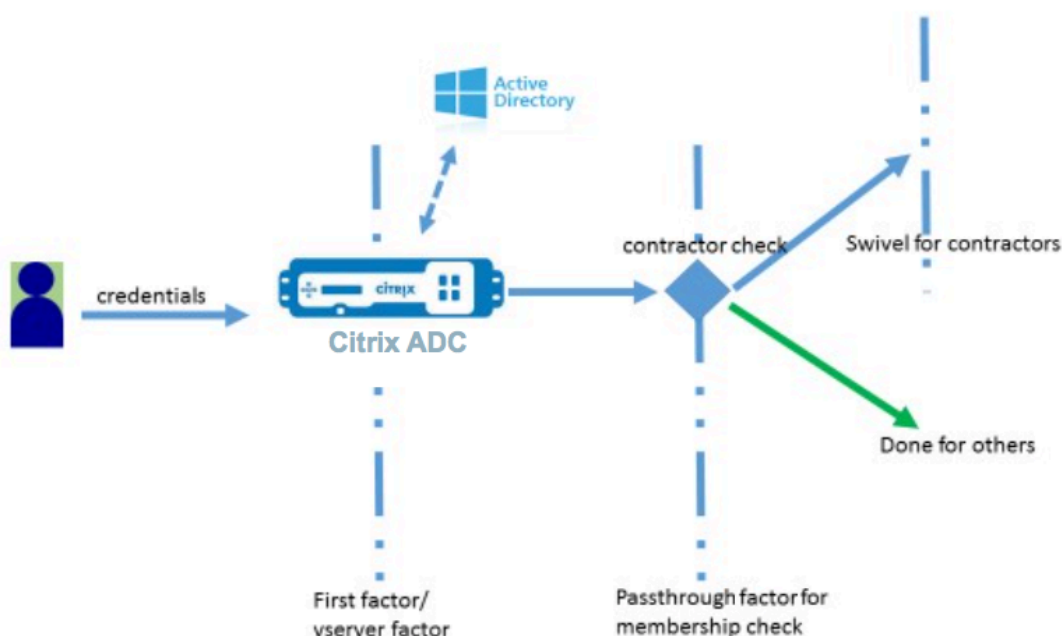 Active
Directory
contractor check
Swivel for contractors
credentials
citrix
Citrix ADC
Done for others
First factor/
vserver factor
Passthrough factor for
membership check